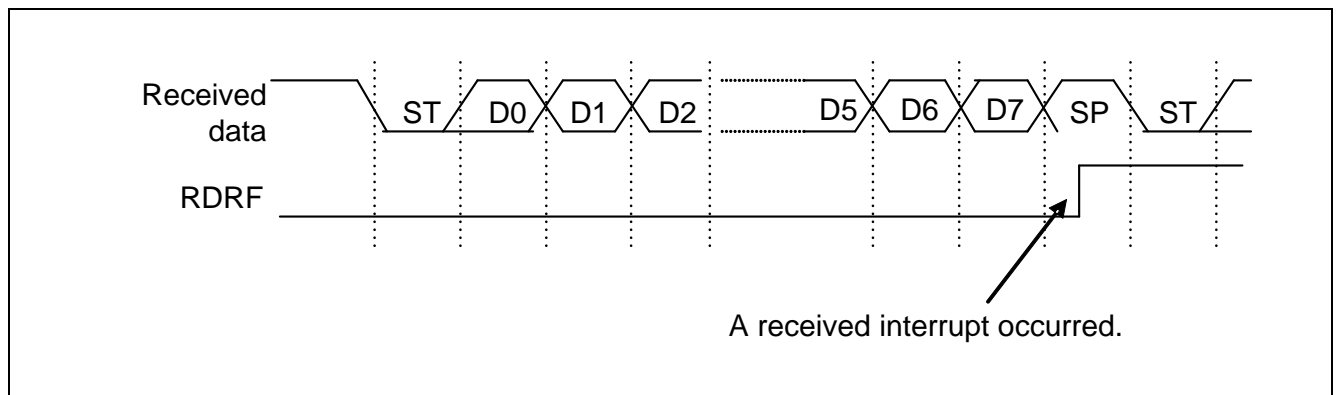 Received
data
ST D0 D1 D2 D5 D6 D7 SP ST
RDRF
A received interrupt occurred.